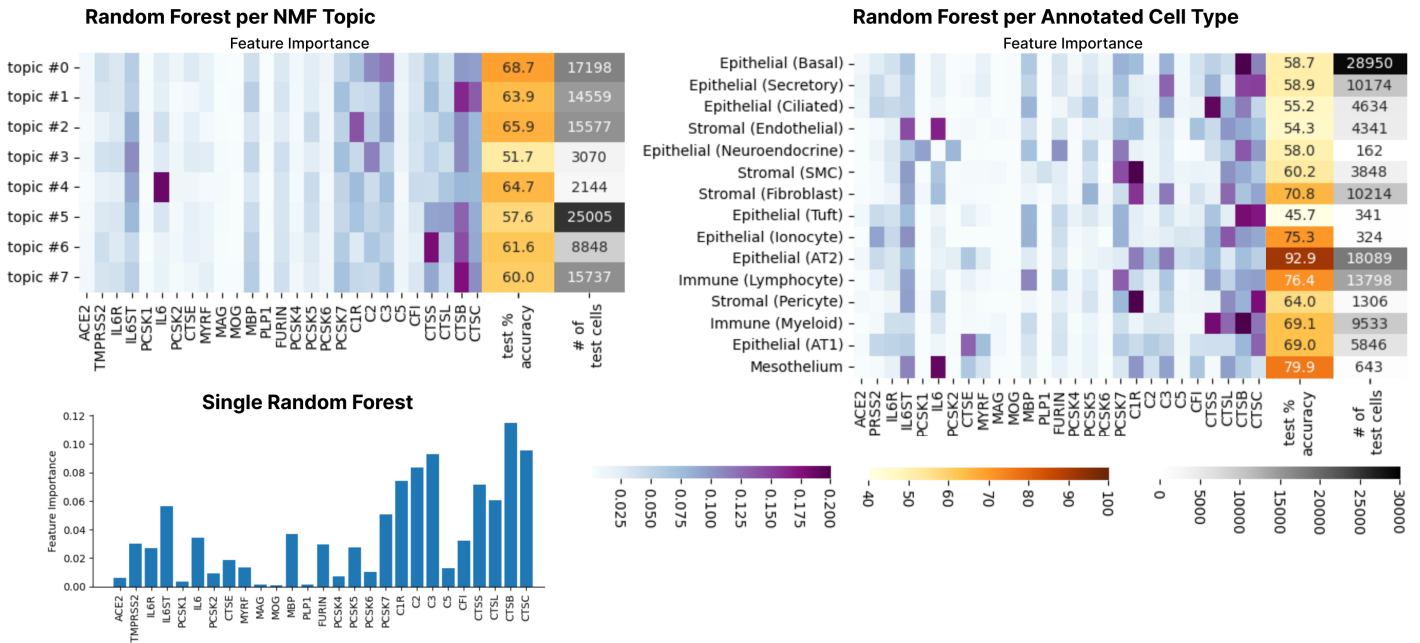 Random Forest per NMF Topic
Feature Importance
topic #0 68.7 17198
topic #1 63.9 14559
topic #2 65.9 15577
topic #3 51.7 3070
topic #4 64.7 2144
topic #5 57.6 25005
topic #6 61.6 8848
topic #7 60.0 15737
ACE2 TMPRSS2 IL6R IL6ST PCSK1 IL6 PCSK2 CTSE MYRF MAG MOG MBP PLP1 FURIN PCSK4 PCSK5 PCSK6 PCSK7 C1R C2 C3 C5 CFI CTSS CTSL CTSB CTSC
test %
accuracy
# of
test cells
Random Forest per Annotated Cell Type
Feature Importance
Epithelial (Basal) 58.7 28950
Epithelial (Secretory) 58.9 10174
Epithelial (Ciliated) 55.2 4634
Stromal (Endothelial) 54.3 4341
Epithelial (Neuroendocrine) 58.0 162
Stromal (SMC) 60.2 3848
Stromal (Fibroblast) 70.8 10214
Epithelial (Tuft) 45.7 341
Epithelial (Ionocyte) 75.3 324
Epithelial (AT2) 92.9 18089
Immune (Lymphocyte) 76.4 13798
Stromal (Pericyte) 64.0 1306
Immune (Myeloid) 69.1 9533
Epithelial (AT1) 69.0 5846
Mesothelium 79.9 643
ACE2 PRSS2 IL6R IL6ST PCSK1 IL6 PCSK2 CTSE MYRF MAG MOG MBP PLP1 FURIN PCSK4 PCSK5 PCSK6 PCSK7 C1R C2 C3 C5 CFI CTSS CTSL CTSB CTSC
test %
accuracy
# of
test cells
Single Random Forest
Feature Importance
0.12
0.10
0.08
0.06
0.04
0.02
0.00
ACE2 TMPRSS2 IL6R IL6ST PCSK1 IL6 PCSK2 CTSE MYRF MAG MOG MBP PLP1 FURIN PCSK4 PCSK5 PCSK6 PCSK7 C1R C2 C3 C5 CFI CTSS CTSL CTSB CTSC
0.025 0.050 0.075 0.100 0.125 0.150 0.175 0.200
40 50 60 70 80 90 100
0 5000 10000 15000 20000 25000 30000